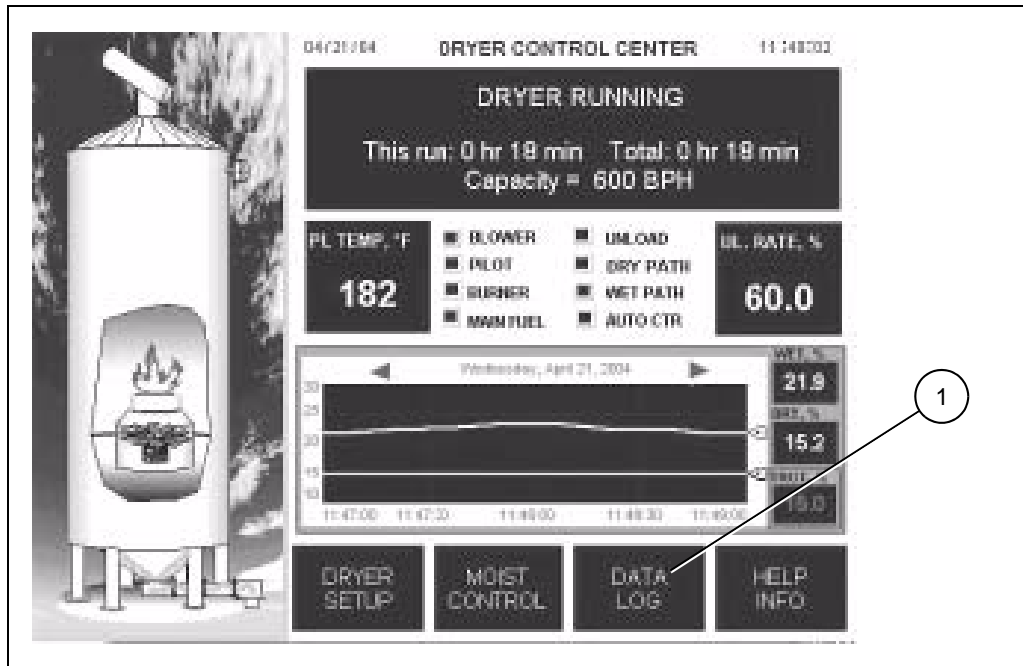 04/21/04 DRYER CONTROL CENTER
DRYER RUNNING
This run: 0 hr 18 min Total: 0 hr 18 min
Capacity = 600 BPH
PL TEMP, °F
182
BLOWER
PILOT
BURNER
MAIN FUEL
UNLOAD
DRY PATH
WET PATH
AUTO CTR
UL. RATE, %
60.0
Wednesday, April 21, 2004
30
25
20
15
10
11:47:00 11:48:00 11:48:30 11:49:00
WET, %
21.9
DRY, %
15.2
15.0
DRYER
SETUP
MOIST
CONTROL
DATA
LOG
HELP
INFO
1